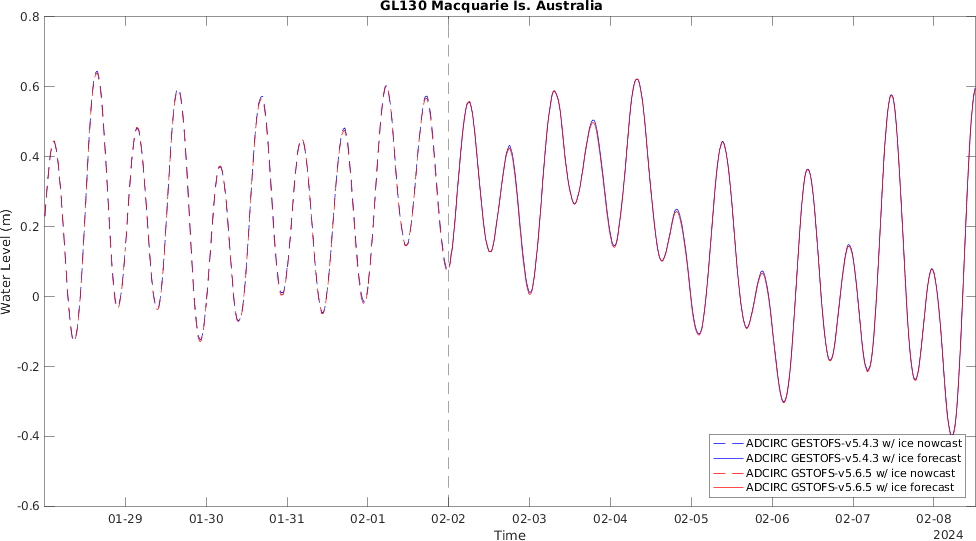 GL130 Macquarie Is. Australia
0.8
0.6
0.4
0.2
0
-0.2
-0.4
-0.6
Water Level (m)
ADCIRC GESTOFS-v5.4.3 w/ ice nowcast
ADCIRC GESTOFS-v5.4.3 w/ ice forecast
ADCIRC GSTOFS-v5.6.5 w/ ice nowcast
ADCIRC GSTOFS-v5.6.5 w/ ice forecast
01-29 01-30 01-31 02-01 02-02 02-03 02-04 02-05 02-06 02-07 02-08
Time
2024